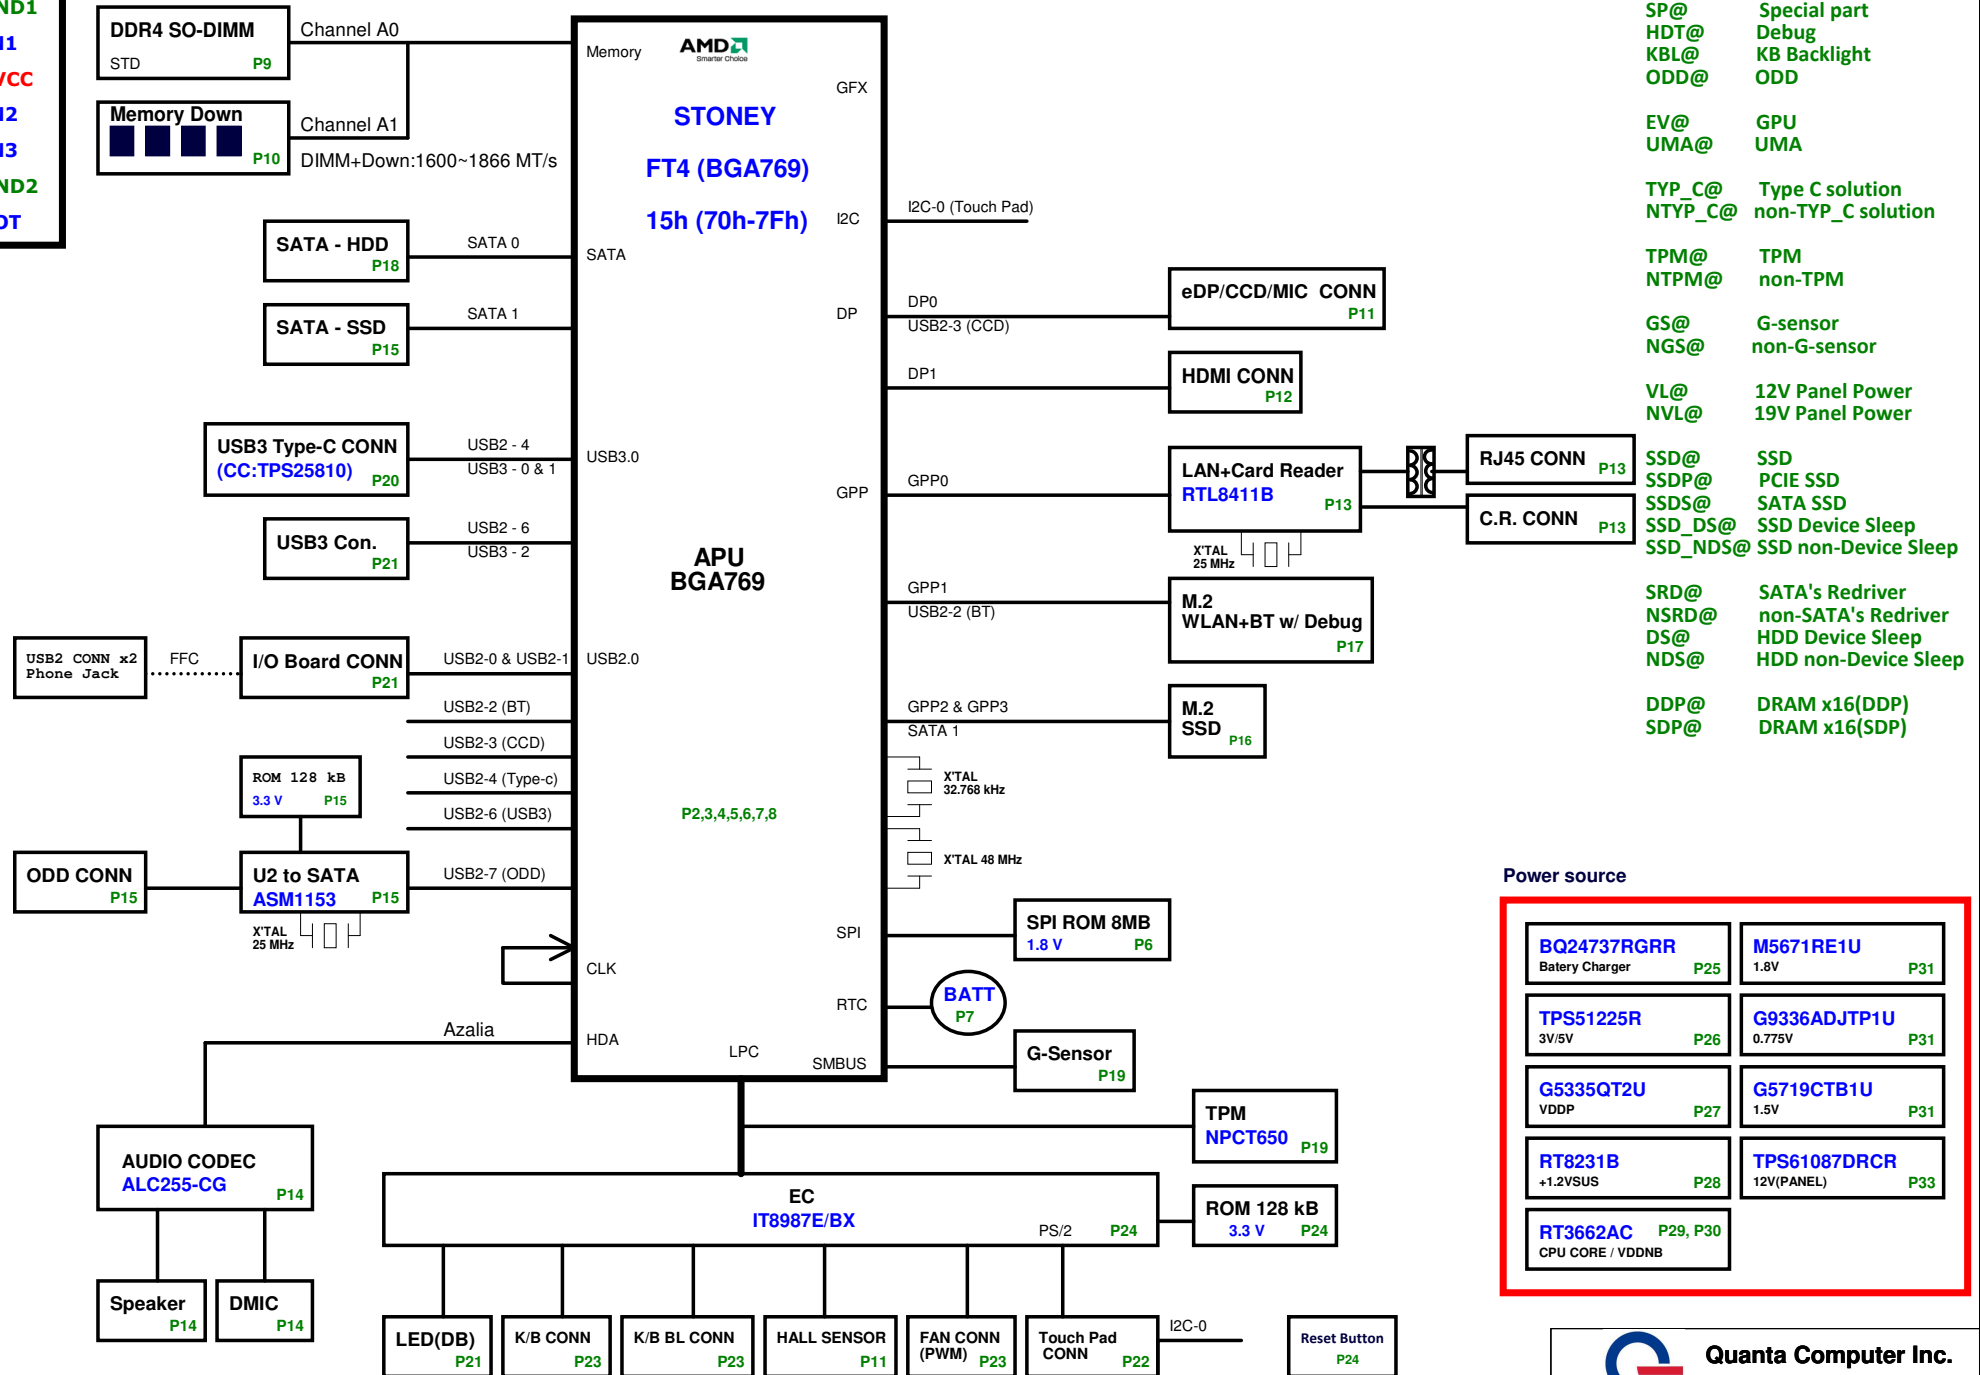 DDR4 SO-DIMM
STD
P9
Channel A0
Memory Down
P10
Channel A1
DIMM+Down:1600~1866 MT/s
VCC
OT
SATA - HDD
P18
SATA 0
SATA - SSD
P15
SATA 1
USB3 Type-C CONN
(CC:TPS25810)
P20
USB2 - 4
USB3 - 0 & 1
USB3 Con.
P21
USB2 - 6
USB3 - 2
USB2 CONN x2
Phone Jack
FFC
I/O Board CONN
P21
USB2-0 & USB2-1
USB2-2 (BT)
USB2-3 (CCD)
USB2-4 (Type-c)
USB2-6 (USB3)
ROM 128 kB
3.3 V
P15
ODD CONN
P15
U2 to SATA
ASM1153
P15
USB2-7 (ODD)
X'TAL
25 MHz
Azalia
AUDIO CODEC
ALC255-CG
P14
Speaker
P14
DMIC
P14
Memory
AMD
Smarter Choice
GFX
STONEY
FT4 (BGA769)
15h (70h-7Fh)
I2C
SATA
DP
USB3.0
GPP
APU
BGA769
USB2.0
P2,3,4,5,6,7,8
SPI
CLK
RTC
HDA
LPC
SMBUS
I2C-0 (Touch Pad)
DP0
USB2-3 (CCD)
eDP/CCD/MIC CONN
P11
DP1
HDMI CONN
P12
GPP0
LAN+Card Reader
RTL8411B
P13
RJ45 CONN
P13
C.R. CONN
P13
X'TAL
25 MHz
GPP1
USB2-2 (BT)
M.2
WLAN+BT w/ Debug
P17
GPP2 & GPP3
SATA 1
M.2
SSD
P16
X'TAL
32.768 kHz
X'TAL 48 MHz
SPI ROM 8MB
1.8 V
P6
BATT
P7
G-Sensor
P19
TPM
NPCT650
P19
EC
IT8987E/BX
PS/2
P24
ROM 128 kB
3.3 V
P24
LED(DB)
P21
K/B CONN
P23
K/B BL CONN
P23
HALL SENSOR
P11
FAN CONN
(PWM)
P23
Touch Pad
CONN
P22
I2C-0
Reset Button
P24
SP@ Special part
HDT@ Debug
KBL@ KB Backlight
ODD@ ODD
EV@ GPU
UMA@ UMA
TYP_C@ Type C solution
NTYP_C@ non-TYP_C solution
TPM@ TPM
NTPM@ non-TPM
GS@ G-sensor
NGS@ non-G-sensor
VL@ 12V Panel Power
NVL@ 19V Panel Power
SSD@ SSD
SSDP@ PCIE SSD
SSDS@ SATA SSD
SSD_DS@ SSD Device Sleep
SSD_NDS@ SSD non-Device Sleep
SRD@ SATA's Redriver
NSRD@ non-SATA's Redriver
DS@ HDD Device Sleep
NDS@ HDD non-Device Sleep
DDP@ DRAM x16(DDP)
SDP@ DRAM x16(SDP)
Power source
BQ24737RGRR
Batery Charger
P25
M5671RE1U
1.8V
P31
TPS51225R
3V/5V
P26
G9336ADJTP1U
0.775V
P31
G5335QT2U
VDDP
P27
G5719CTB1U
1.5V
P31
RT8231B
+1.2VSUS
P28
TPS61087DRCR
12V(PANEL)
P33
RT3662AC
P29, P30
CPU CORE / VDDNB
Quanta Computer Inc.